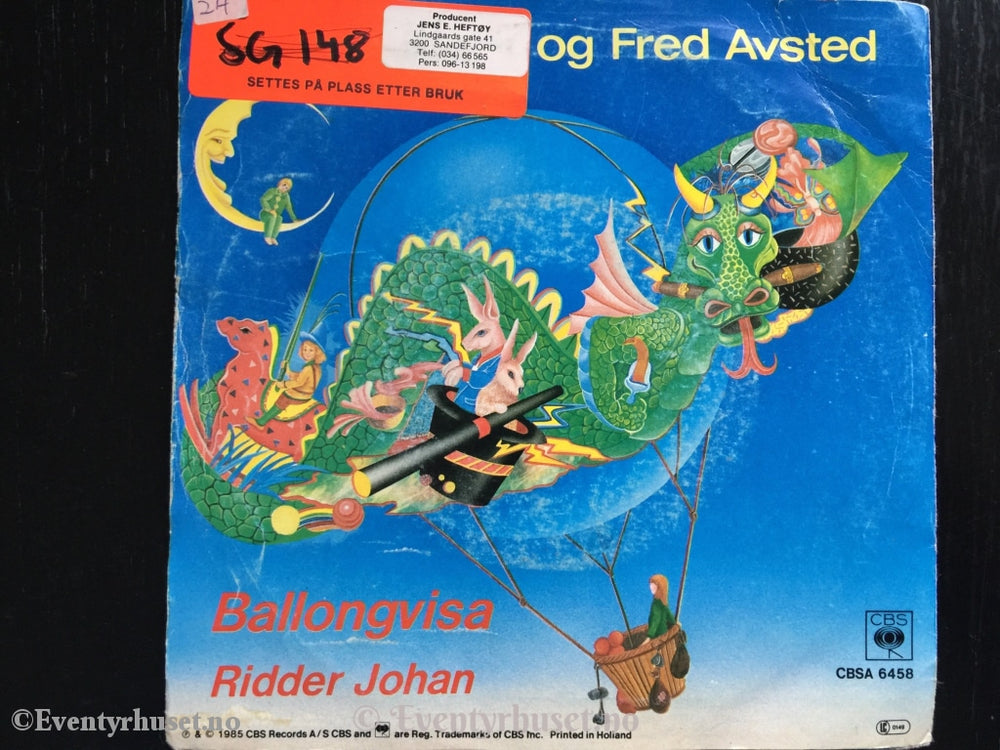 24
SG 148
SETTES PÅ PLASS ETTER BRUK
Producent
JENS E. HEFTØY
Lindgaards gate 41
3200 SANDEFJORD
Telf: (034) 66 565
Pers: 096-13 198
og Fred Avsted
Ballongvisa
Ridder Johan
CBS
CBSA 6458
©Eventyrhuset.no
©Eventyrhuset.no
℗ & © 1985 CBS Records A/S CBS and are Reg. Trademarks of CBS Inc. Printed in Holland
LC 0149